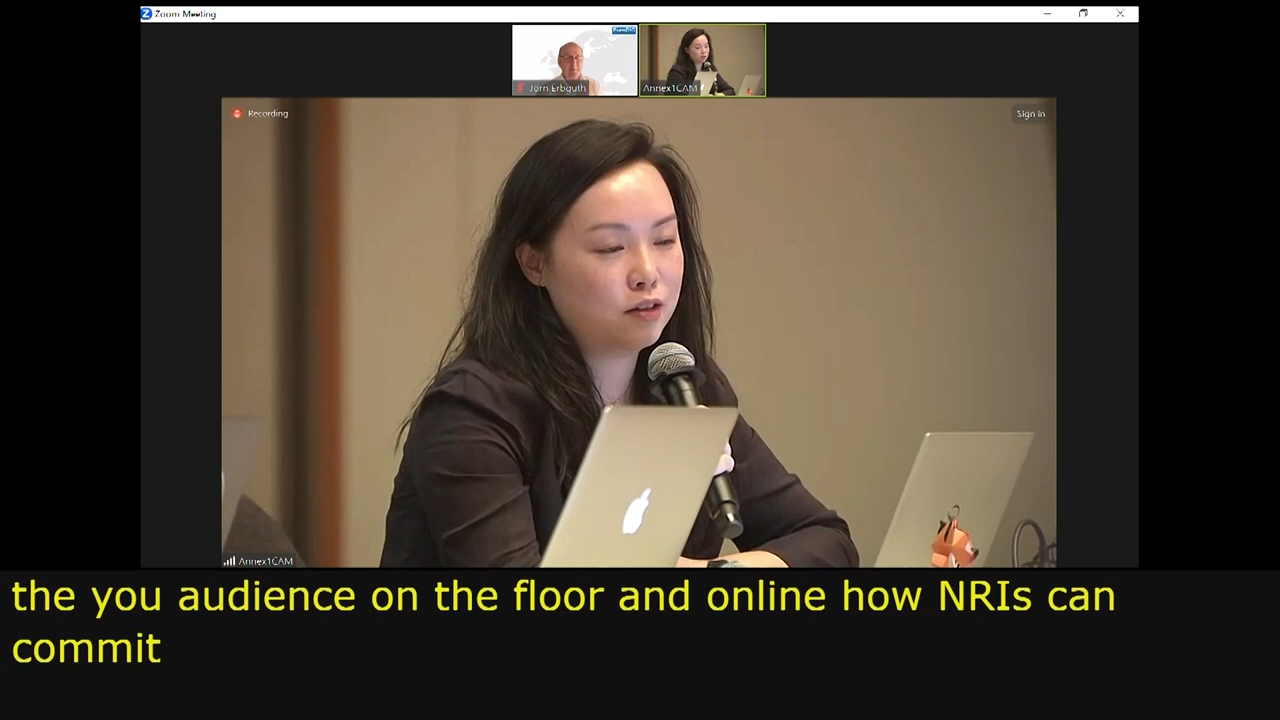 Zoom Meeting
Jörn Erbguth
Annex1CAM
Recording
Sign in
Annex1CAM
the you audience on the floor and online how NRIs can
commit